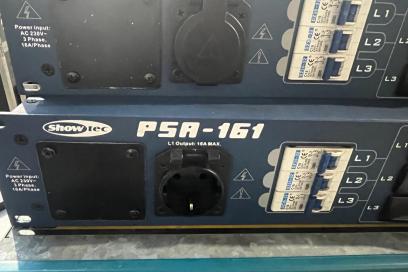 Power input:
AC 230V~
3 Phase,
16A/Phase
L1
L2
L3
ShowTec
PSA-161
L1 Output: 16A MAX.
Power input:
AC 230V~
3 Phase,
16A/Phase
L1
L2
L3
L3